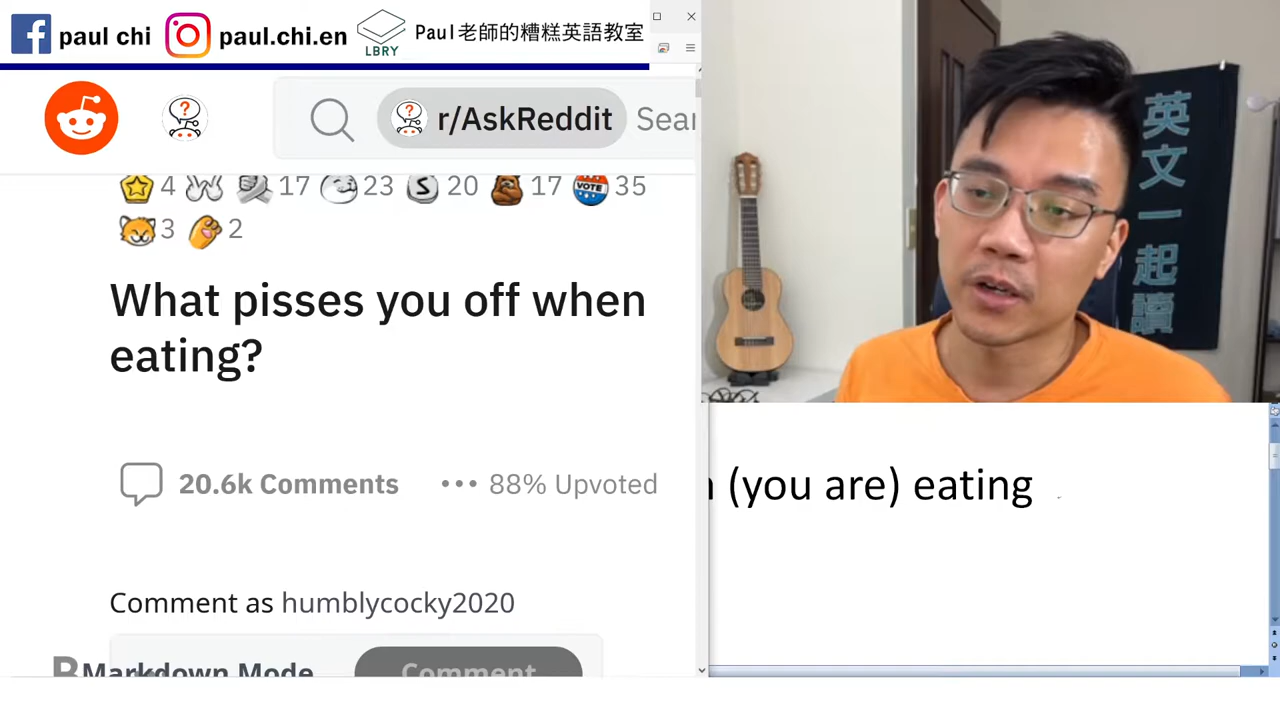 paul chi paul.chi.en LBRY Paul老師的糟糕英語教室
r/AskReddit
4 17 23 S 20 17 VOTE 35
3 2
What pisses you off when
eating?
20.6k Comments ••• 88% Upvoted
Comment as humblycocky2020
Markdown Mode Comment
英文一起讀
(you are) eating